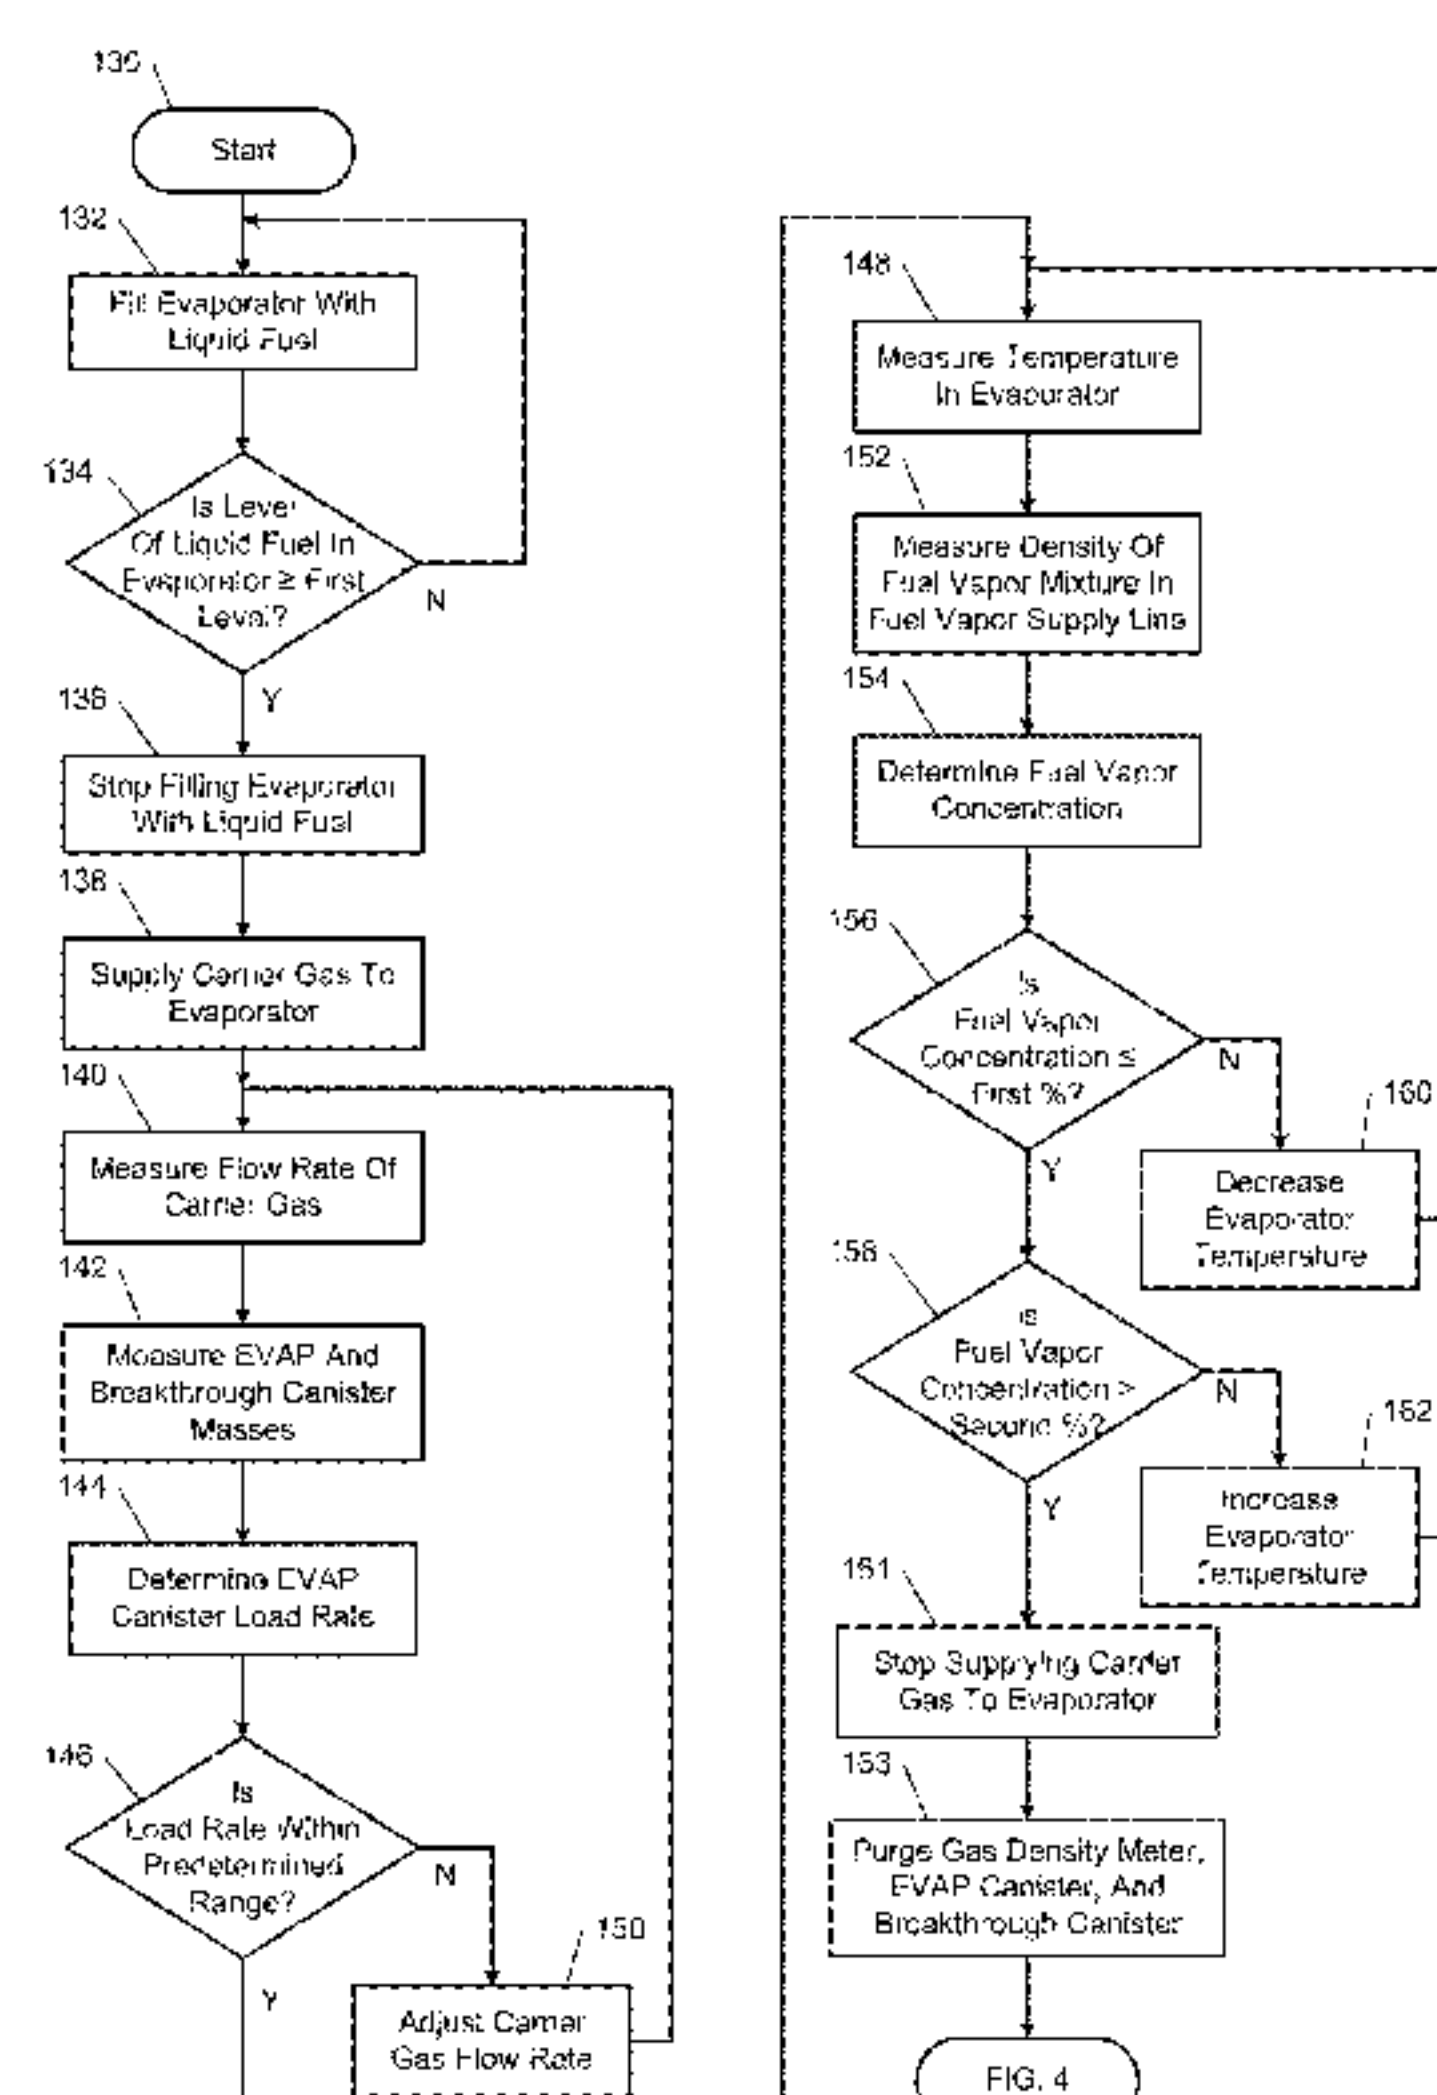 130
Start
132
Fill Evaporator With
Liquid Fuel
134
Is Level
Of Liquid Fuel In
Evaporator ≥ First
Level?
N
Y
136
Stop Filling Evaporator
With Liquid Fuel
138
Supply Carrier Gas To
Evaporator
140
Measure Flow Rate Of
Carrier Gas
142
Measure EVAP And
Breakthrough Canister
Masses
144
Determine EVAP
Canister Load Rate
146
Is
Load Rate Within
Predetermined
Range?
N
Y
150
Adjust Carrier
Gas Flow Rate
148
Measure Temperature
In Evaporator
152
Measure Density Of
Fuel Vapor Mixture In
Fuel Vapor Supply Line
154
Determine Fuel Vapor
Concentration
156
Is
Fuel Vapor
Concentration ≤
First %?
N
Y
160
Decrease
Evaporator
Temperature
158
Is
Fuel Vapor
Concentration >
Second %?
N
Y
162
Increase
Evaporator
Temperature
161
Stop Supplying Carrier
Gas To Evaporator
163
Purge Gas Density Meter,
EVAP Canister, And
Breakthrough Canister
FIG. 4